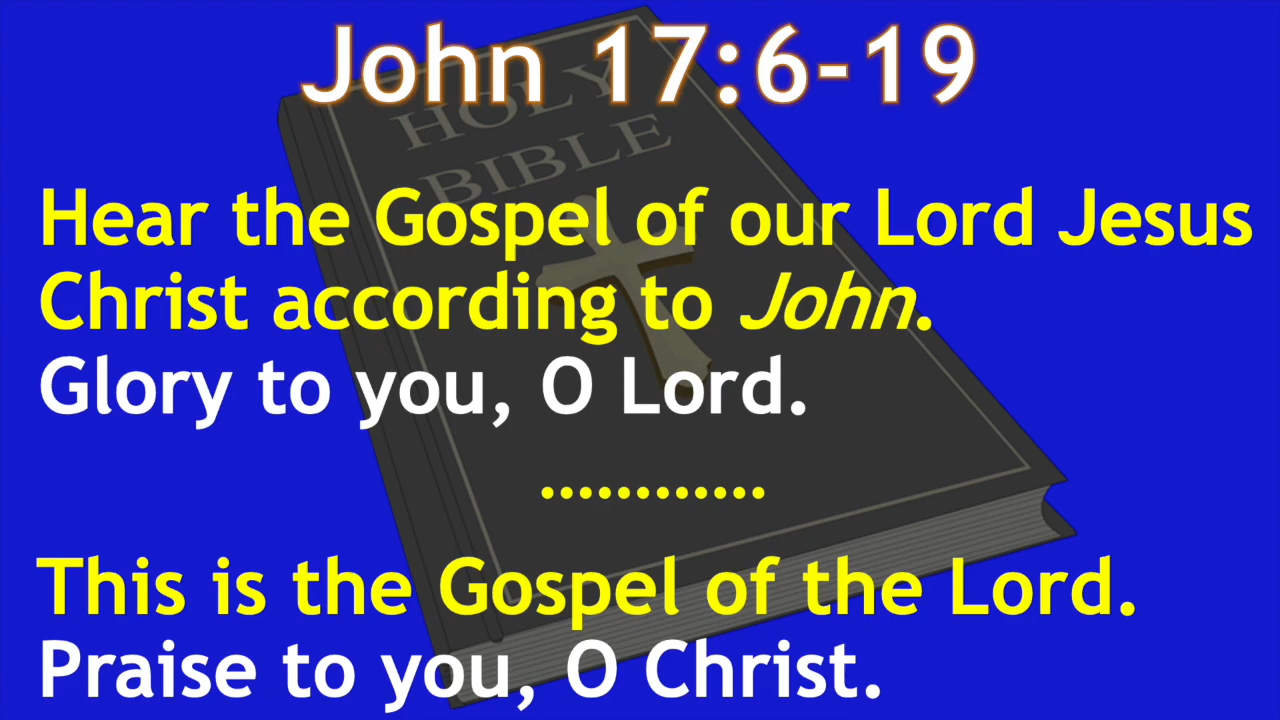 John 17:6-19
HOLY
BIBLE
Hear the Gospel of our Lord Jesus
Christ according to John.
Glory to you, O Lord.
............
This is the Gospel of the Lord.
Praise to you, O Christ.